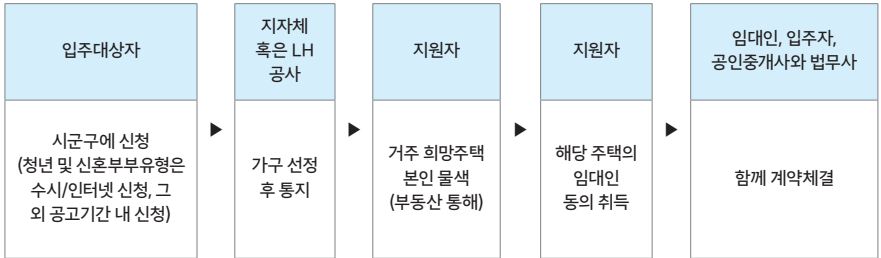 입주대상자
시군구에 신청
(청년 및 신혼부부유형은
수시/인터넷 신청, 그
외 공고기간 내 신청)
▶
지자체
혹은 LH
공사
가구 선정
후 통지
▶
지원자
거주 희망주택
본인 물색
(부동산 통해)
▶
지원자
해당 주택의
임대인
동의 취득
▶
임대인, 입주자,
공인중개사와 법무사
함께 계약체결